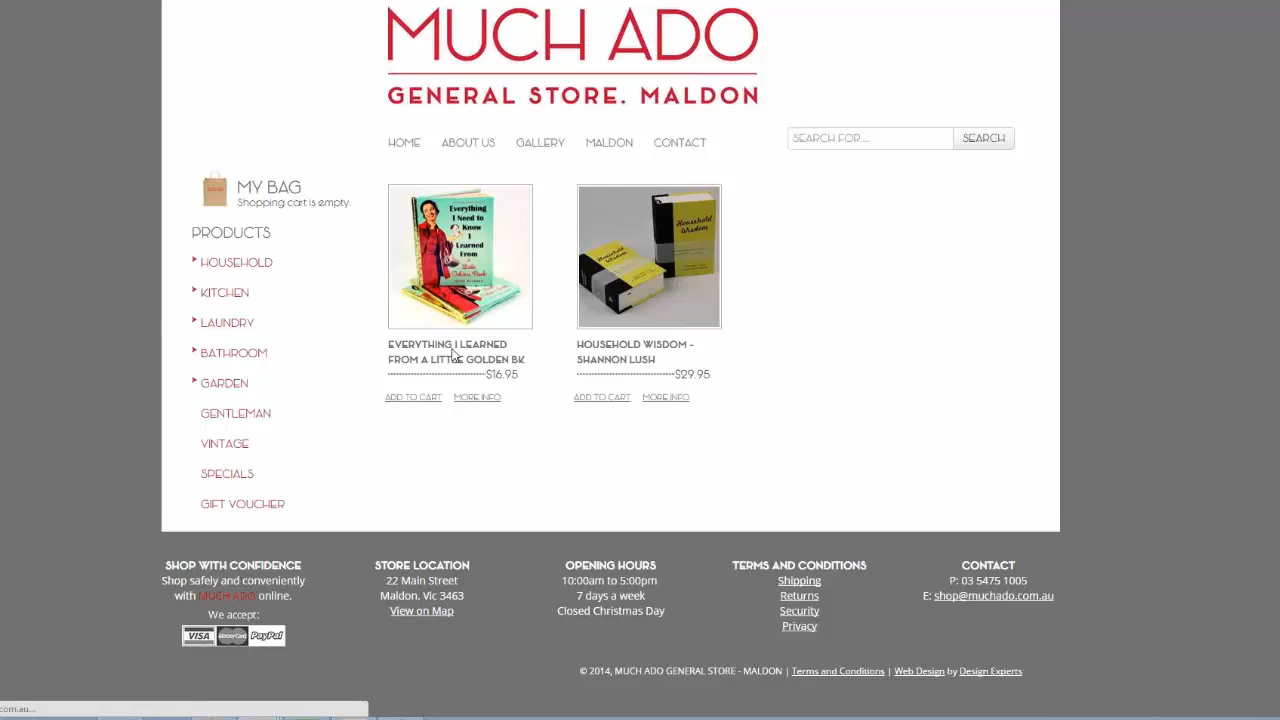 MUCH ADO
GENERAL STORE. MALDON
HOME ABOUT US GALLERY MALDON CONTACT
SEARCH FOR.... SEARCH
MY BAG
Shopping cart is empty.
PRODUCTS
HOUSEHOLD
KITCHEN
LAUNDRY
BATHROOM
GARDEN
GENTLEMAN
VINTAGE
SPECIALS
GIFT VOUCHER
Everything
I Need to
Know
I
Learned
From
a
Little
Golden Book
Household
Wisdom
Household
Wisdom
EVERYTHING I LEARNED
FROM A LITTLE GOLDEN BK
$16.95
ADD TO CART MORE INFO
HOUSEHOLD WISDOM -
SHANNON LUSH
$29.95
ADD TO CART MORE INFO
SHOP WITH CONFIDENCE
Shop safely and conveniently
with MUCH ADO online.
We accept:
VISA MasterCard PayPal
STORE LOCATION
22 Main Street
Maldon, Vic 3463
View on Map
OPENING HOURS
10:00am to 5:00pm
7 days a week
Closed Christmas Day
TERMS AND CONDITIONS
Shipping
Returns
Security
Privacy
CONTACT
P: 03 5475 1005
E: shop@muchado.com.au
© 2014, MUCH ADO GENERAL STORE - MALDON | Terms and Conditions | Web Design by Design Experts
com.au...